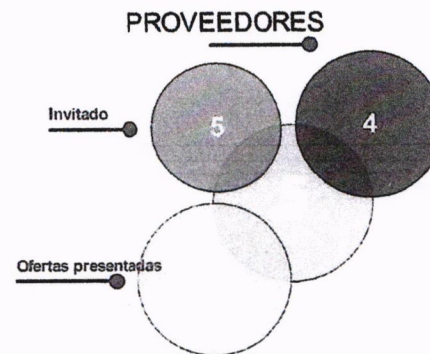 PROVEEDORES
Invitado
5
4
Ofertas presentadas